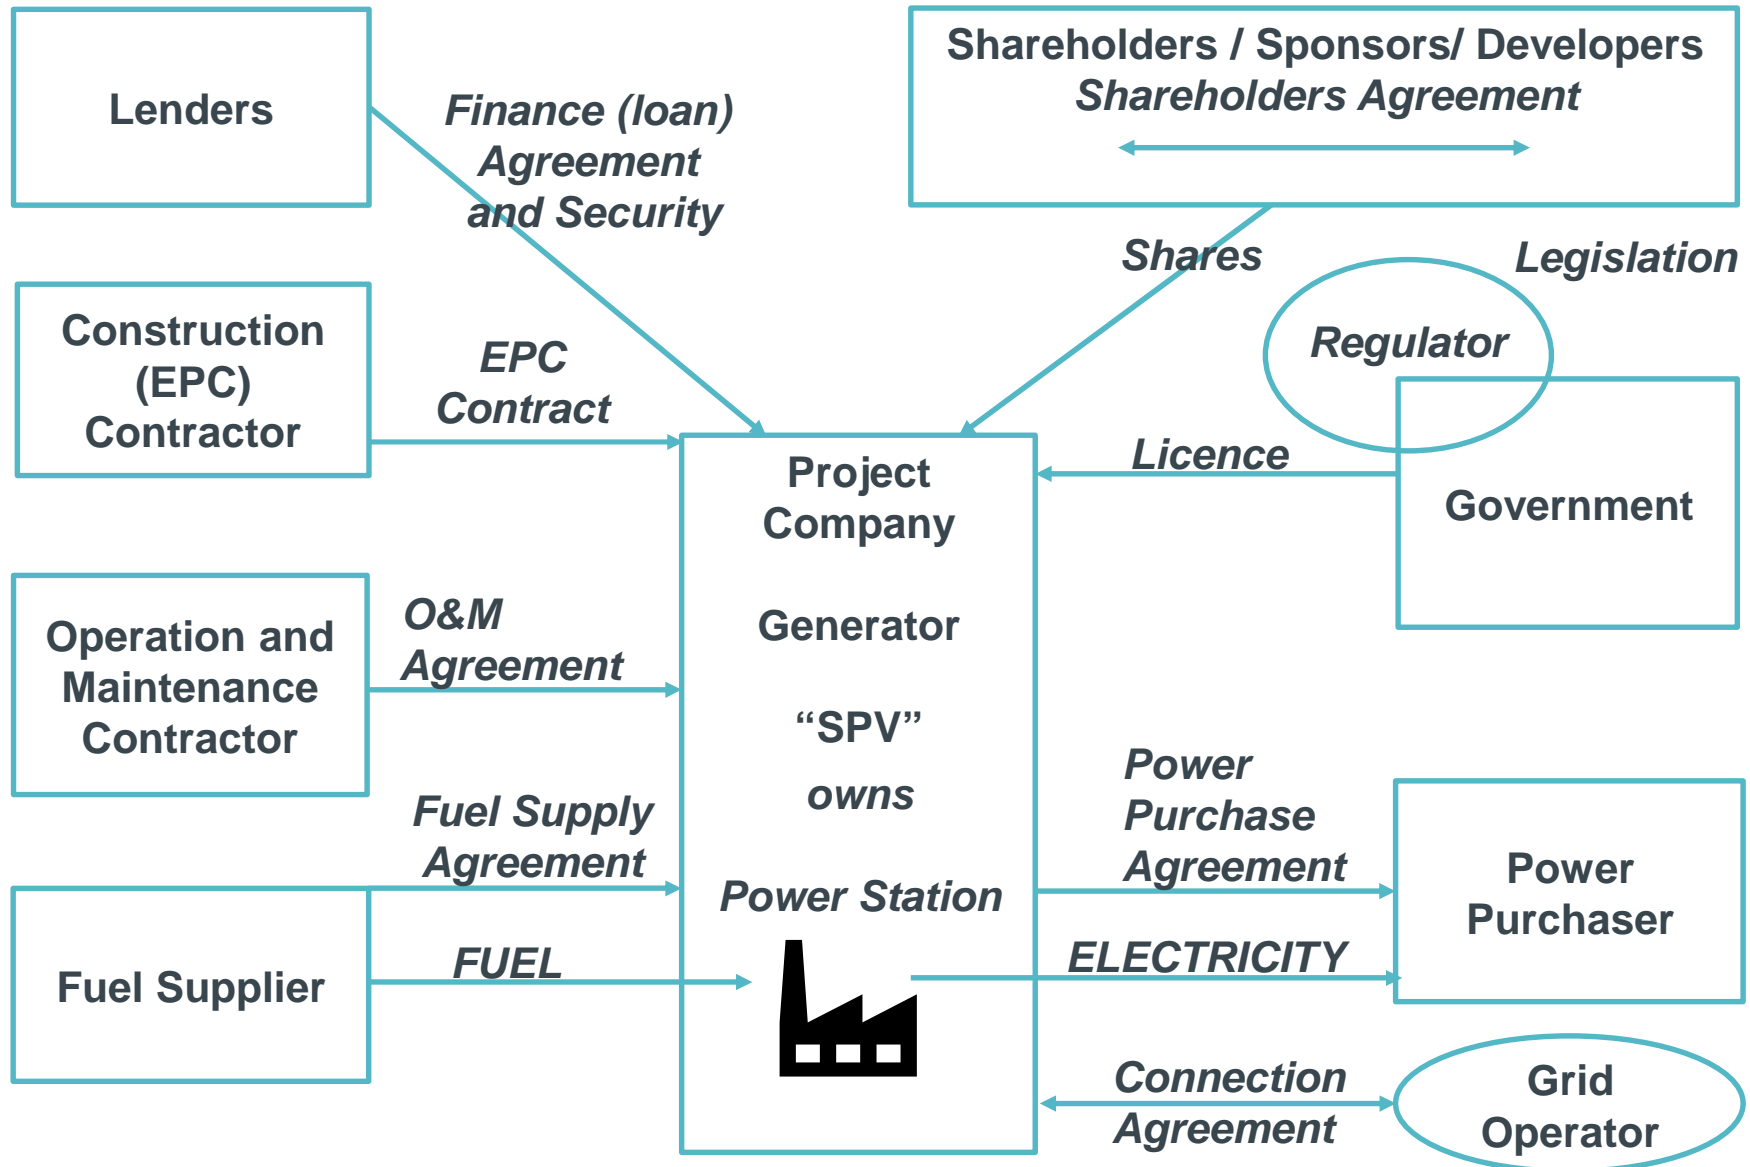 Lenders
Finance (loan)
Agreement
and Security
Shareholders / Sponsors/ Developers
Shareholders Agreement
Shares
Legislation
Regulator
Construction
(EPC)
Contractor
EPC
Contract
Project
Company
Generator
“SPV”
owns
Power Station
Licence
Government
Operation and
Maintenance
Contractor
O&M
Agreement
Fuel Supply
Agreement
Power
Purchase
Agreement
Power
Purchaser
Fuel Supplier
FUEL
ELECTRICITY
Connection
Agreement
Grid
Operator